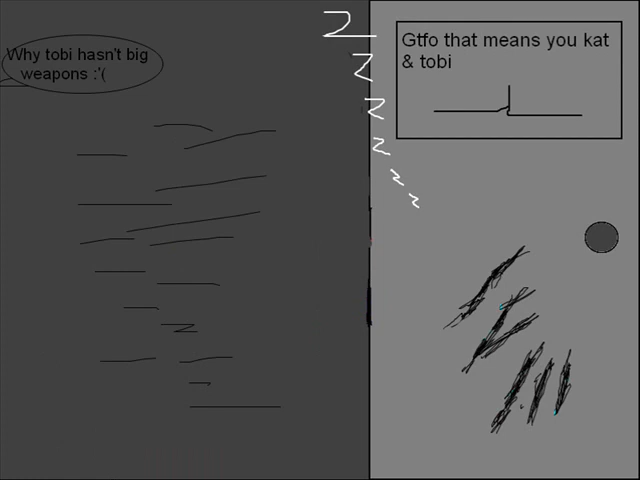 Why tobi hasn't big
weapons :'(
Z
Z
Z
Z
z
z
Gtfo that means you kat
& tobi